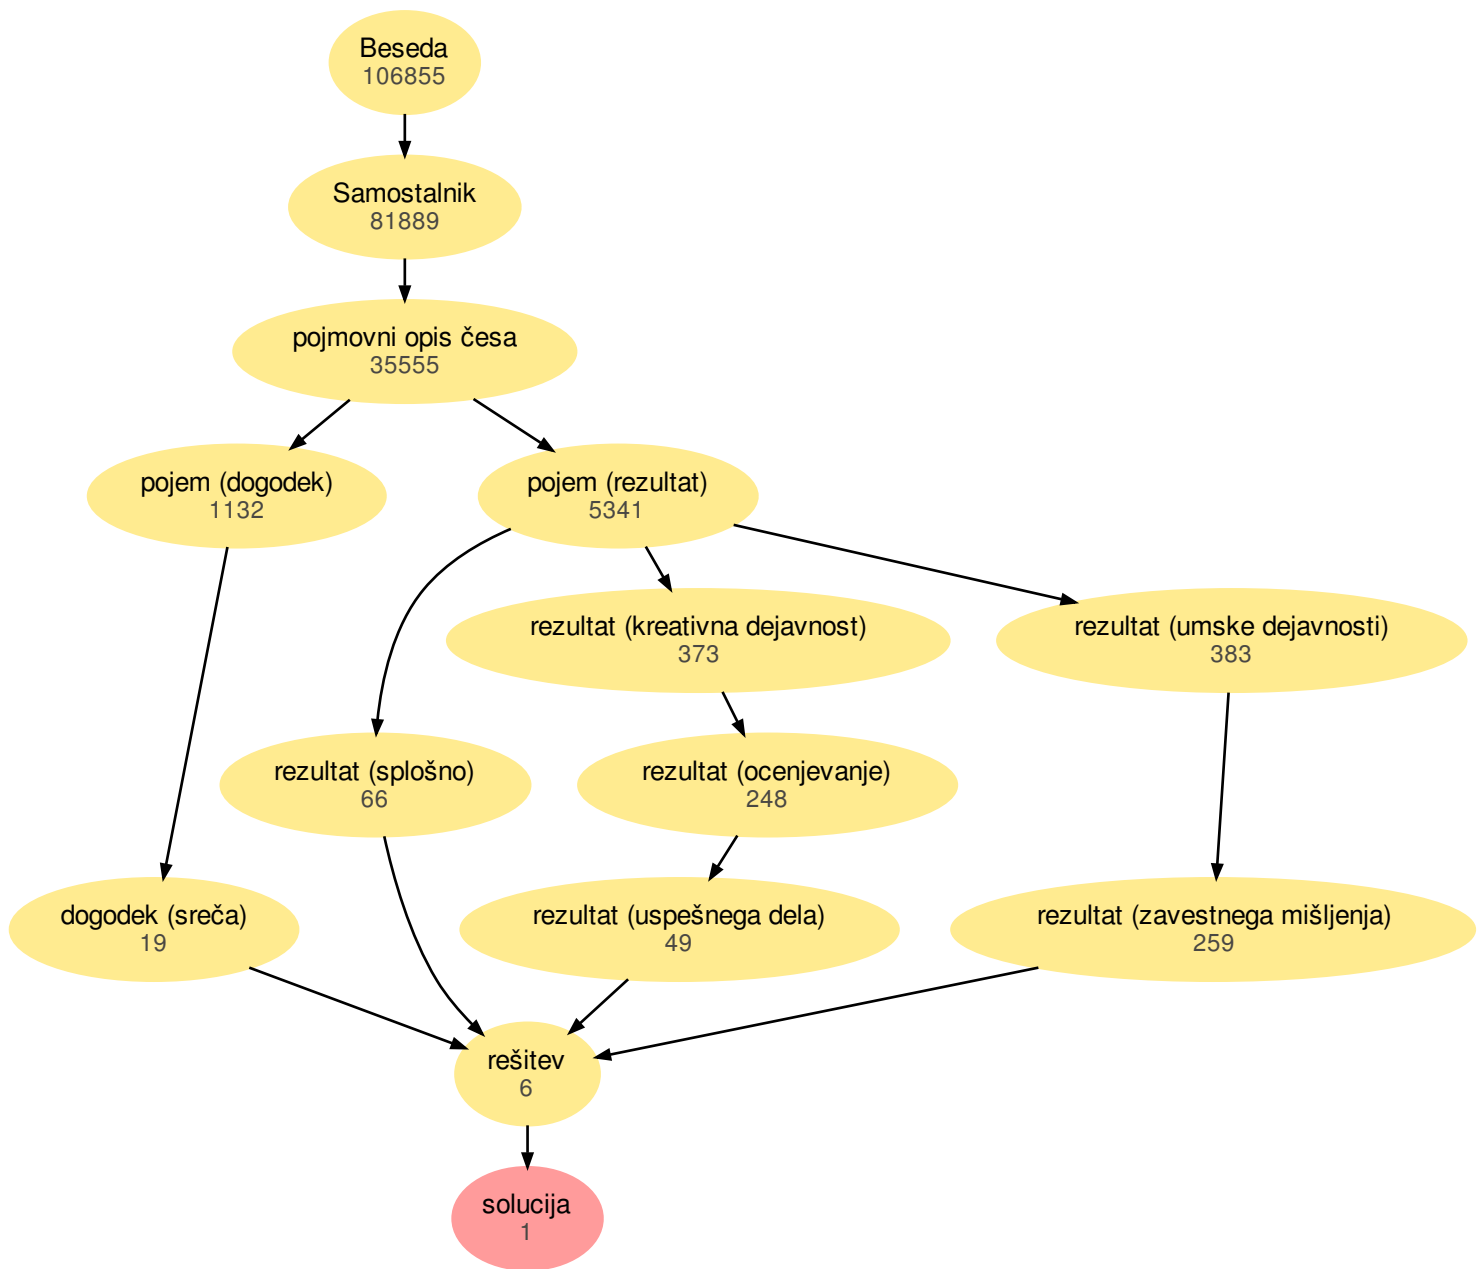 Beseda
106855
Samostalnik
81889
pojmovni opis česa
35555
pojem (dogodek)
1132
pojem (rezultat)
5341
rezultat (kreativna dejavnost)
373
rezultat (umske dejavnosti)
383
rezultat (splošno)
66
rezultat (ocenjevanje)
248
dogodek (sreča)
19
rezultat (uspešnega dela)
49
rezultat (zavestnega mišljenja)
259
rešitev
6
solucija
1